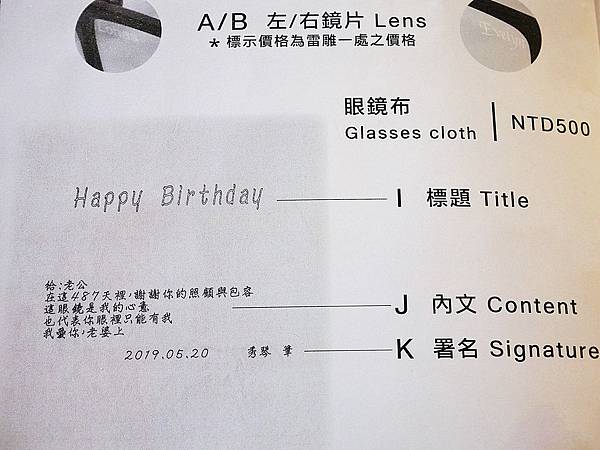 A/B 左/右鏡片 Lens
* 標示價格為雷雕一處之價格
Evelyn
眼鏡布
Glasses cloth
NTD500
Happy Birthday
I 標題 Title
給:老公
在這487天裡,謝謝你的照顧與包容
這眼鏡是我的心意
也代表你眼裡只能有我
我愛你,老婆上
J 內文 Content
2019.05.20 秀琴 筆
K 署名 Signature